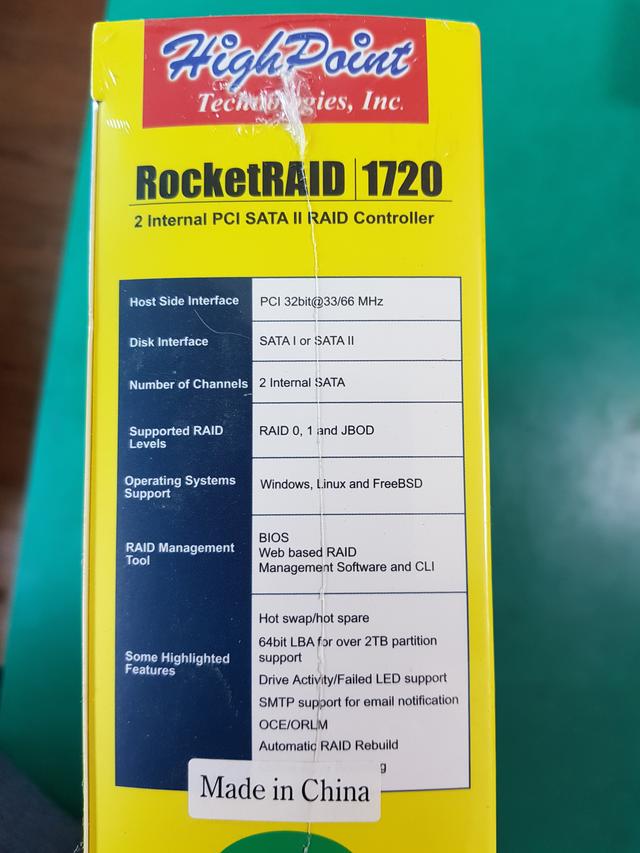 HighPoint
Technologies, Inc.
RocketRAID 1720
2 Internal PCI SATA II RAID Controller
Host Side Interface
PCI 32bit@33/66 MHz
Disk Interface
SATA I or SATA II
Number of Channels
2 Internal SATA
Supported RAID
Levels
RAID 0, 1 and JBOD
Operating Systems
Support
Windows, Linux and FreeBSD
RAID Management
Tool
BIOS
Web based RAID
Management Software and CLI
Some Highlighted
Features
Hot swap/hot spare
64bit LBA for over 2TB partition
support
Drive Activity/Failed LED support
SMTP support for email notification
OCE/ORLM
Automatic RAID Rebuild
Made in China